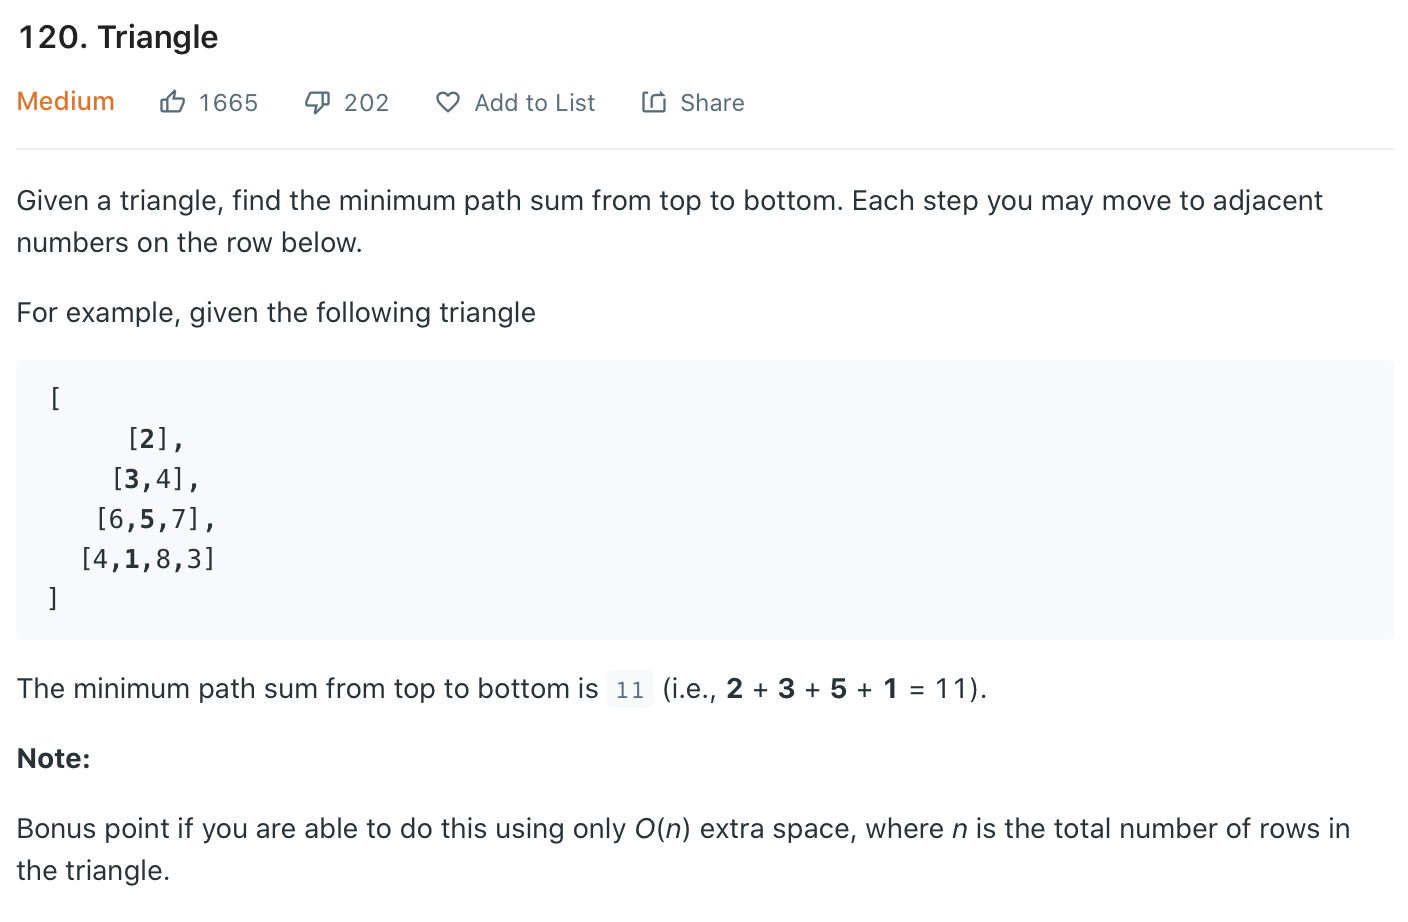 120. Triangle
Medium 1665 202 Add to List Share
Given a triangle, find the minimum path sum from top to bottom. Each step you may move to adjacent
numbers on the row below.
For example, given the following triangle
[
[2],
[3,4],
[6,5,7],
[4,1,8,3]
]
The minimum path sum from top to bottom is 11 (i.e., 2 + 3 + 5 + 1 = 11).
Note:
Bonus point if you are able to do this using only O(n) extra space, where n is the total number of rows in
the triangle.